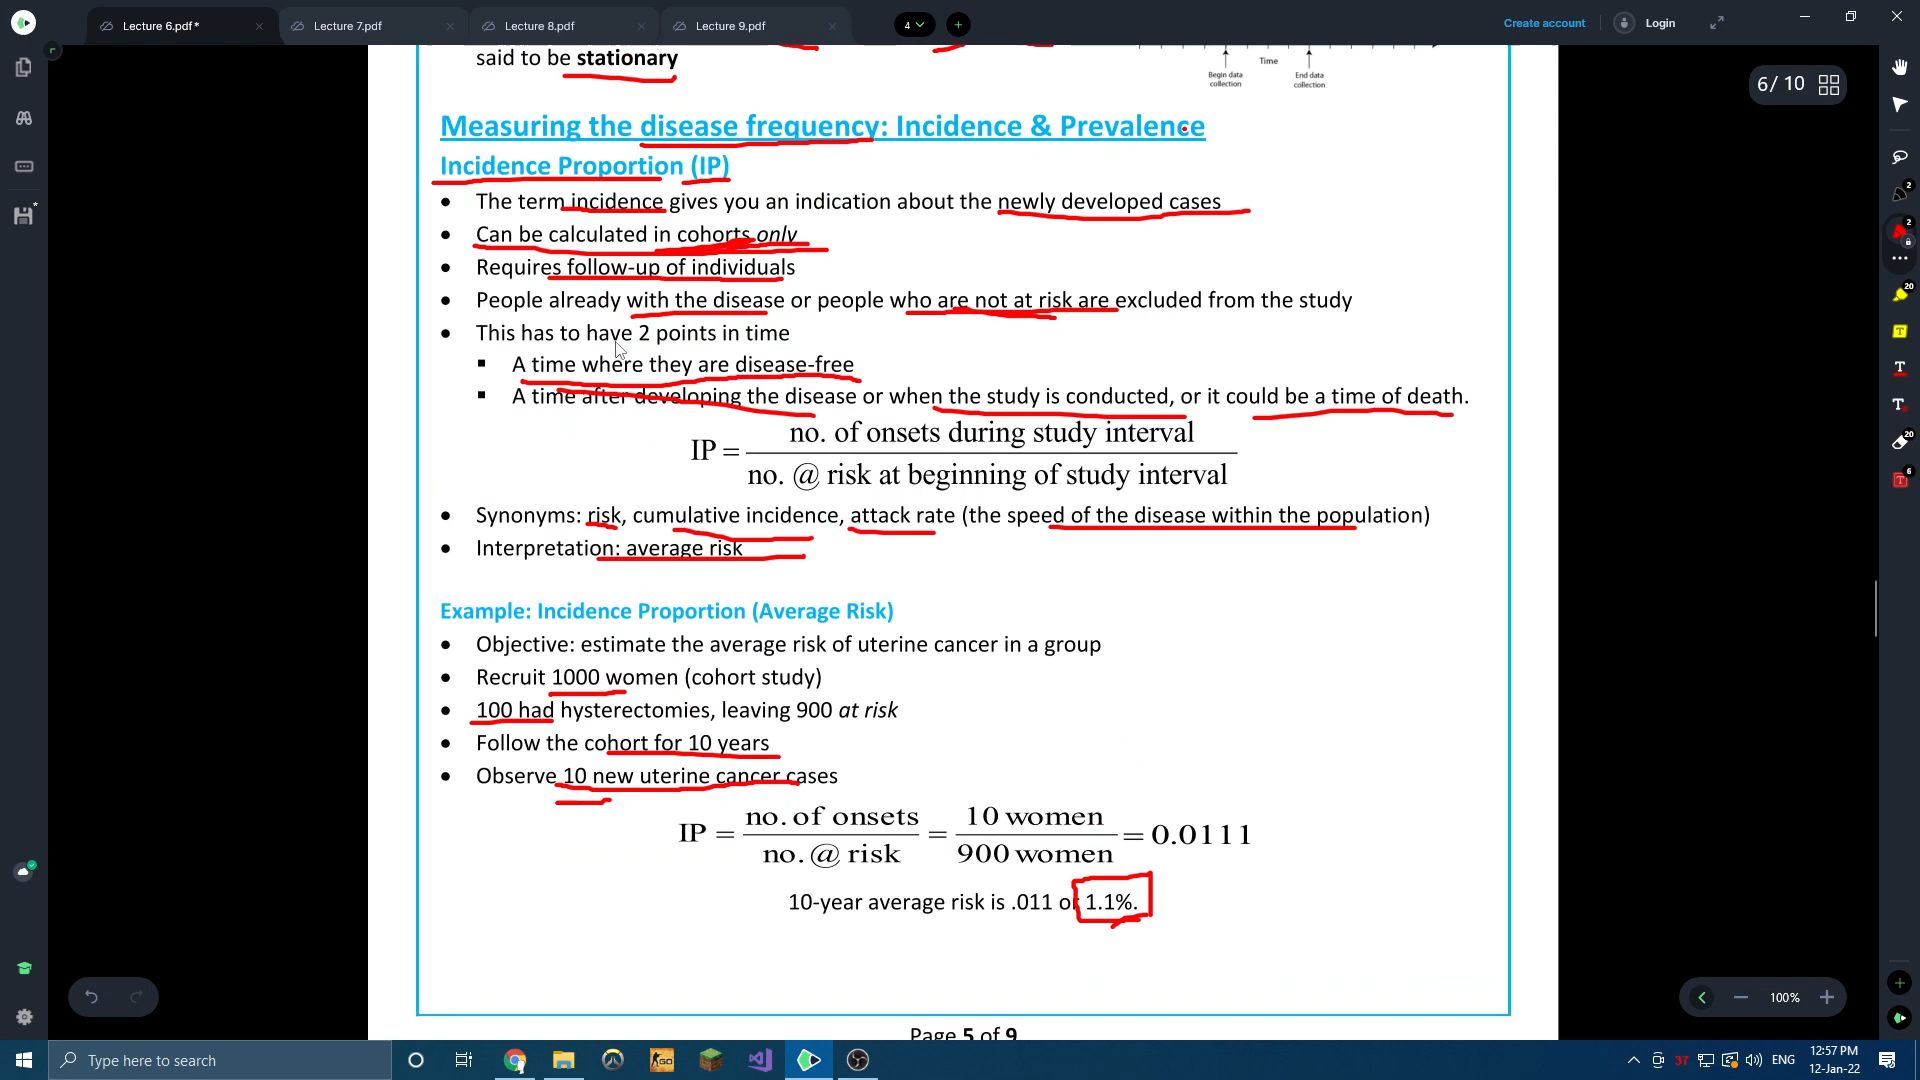 Lecture 6.pdf*
Lecture 7.pdf
Lecture 8.pdf
Lecture 9.pdf
4
Create account
Login
6 / 10
said to be stationary
Time
Begin data collection
End data collection
Measuring the disease frequency: Incidence & Prevalence
Incidence Proportion (IP)
• The term incidence gives you an indication about the newly developed cases
• Can be calculated in cohorts only
• Requires follow-up of individuals
• People already with the disease or people who are not at risk are excluded from the study
• This has to have 2 points in time
▪ A time where they are disease-free
▪ A time after developing the disease or when the study is conducted, or it could be a time of death.
IP = no. of onsets during study interval / no. @ risk at beginning of study interval
• Synonyms: risk, cumulative incidence, attack rate (the speed of the disease within the population)
• Interpretation: average risk
Example: Incidence Proportion (Average Risk)
• Objective: estimate the average risk of uterine cancer in a group
• Recruit 1000 women (cohort study)
• 100 had hysterectomies, leaving 900 at risk
• Follow the cohort for 10 years
• Observe 10 new uterine cancer cases
IP = no. of onsets / no. @ risk = 10 women / 900 women = 0.0111
10-year average risk is .011 or 1.1%.
Page 5 of 9
2
2
20
20
6
100%
Type here to search
GO
37
ENG
12:57 PM
12-Jan-22